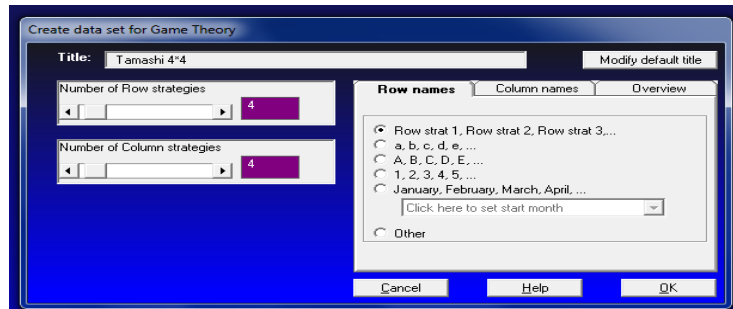 Create data set for Game Theory
Title: Tamashi 4*4 Modify default title
Number of Row strategies
4
Number of Column strategies
4
Row names Column names Overview
Row strat 1, Row strat 2, Row strat 3,...
a, b, c, d, e, ...
A, B, C, D, E, ...
1, 2, 3, 4, 5, ...
January, February, March, April, ...
Click here to set start month
Other
Cancel Help OK